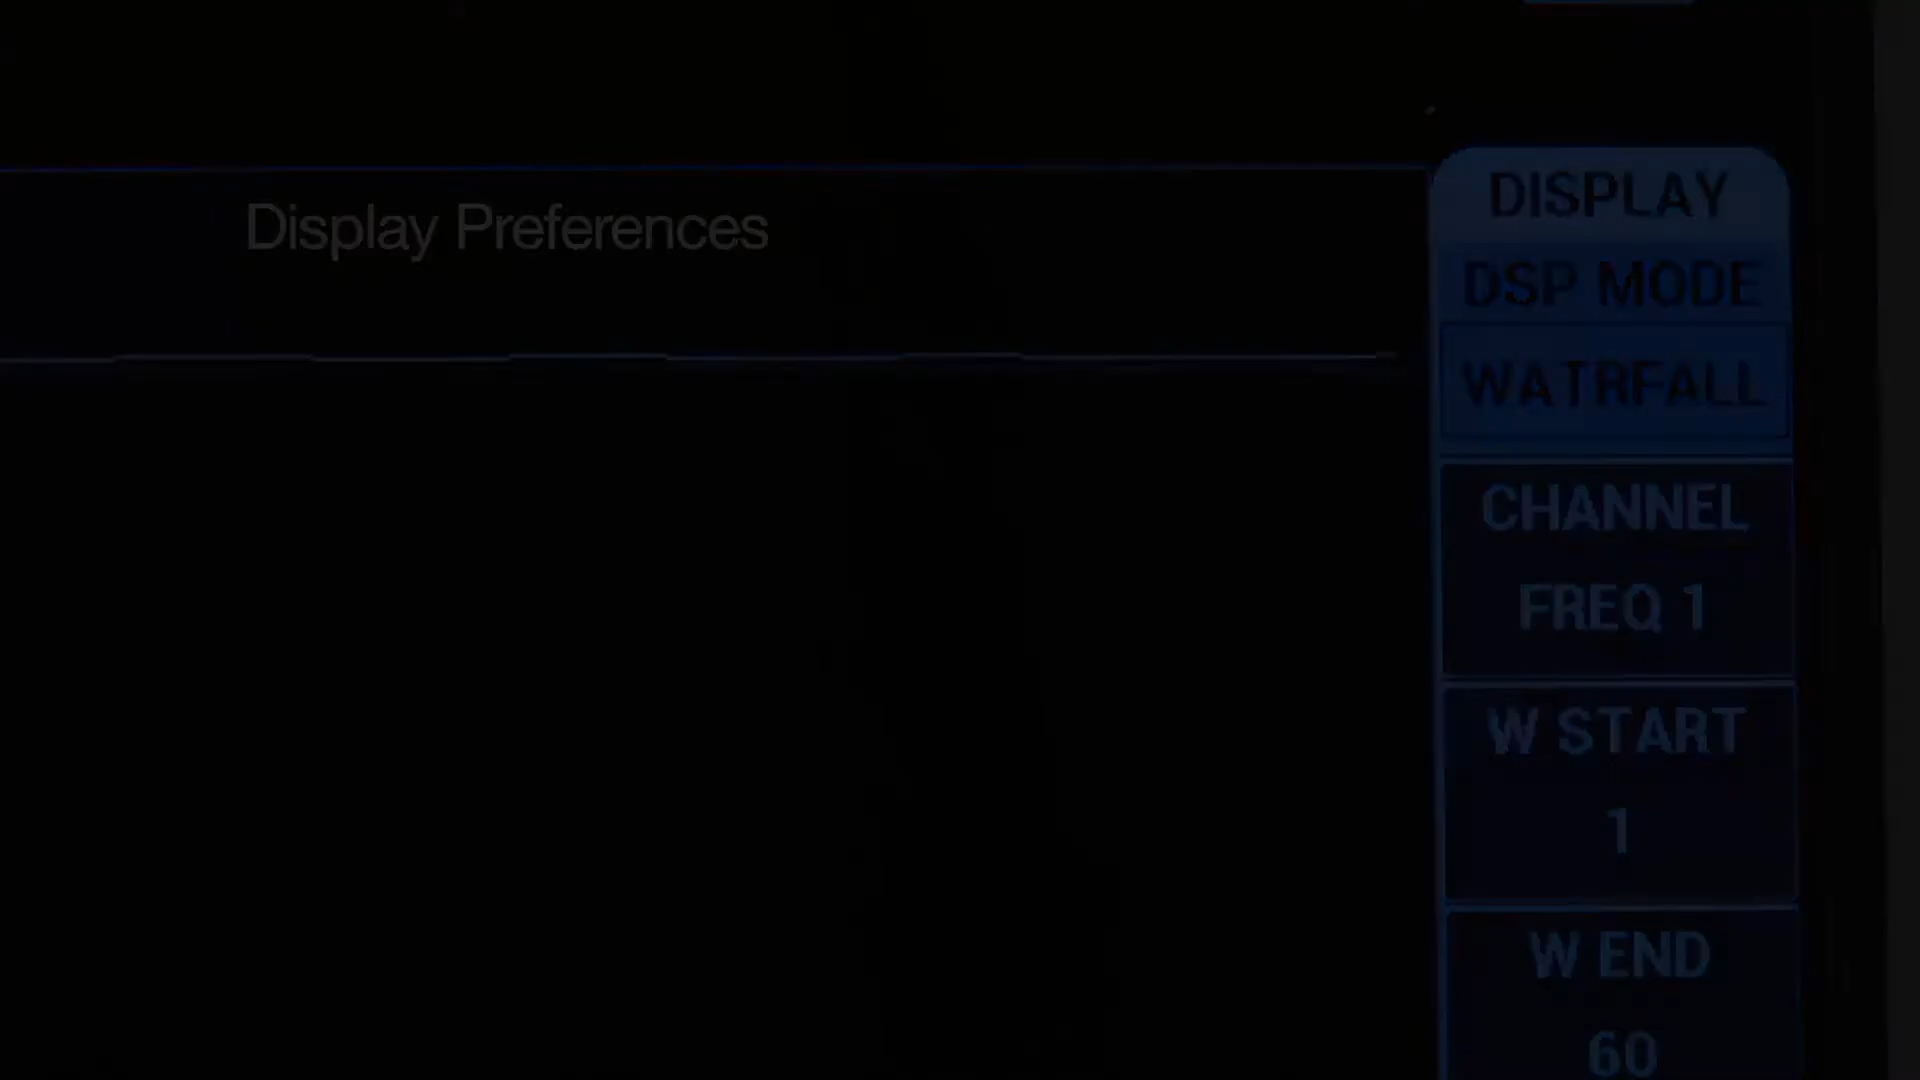 Display Preferences
DISPLAY
DSP MODE
WATRFALL
CHANNEL
FREQ 1
W START
1
W END
60